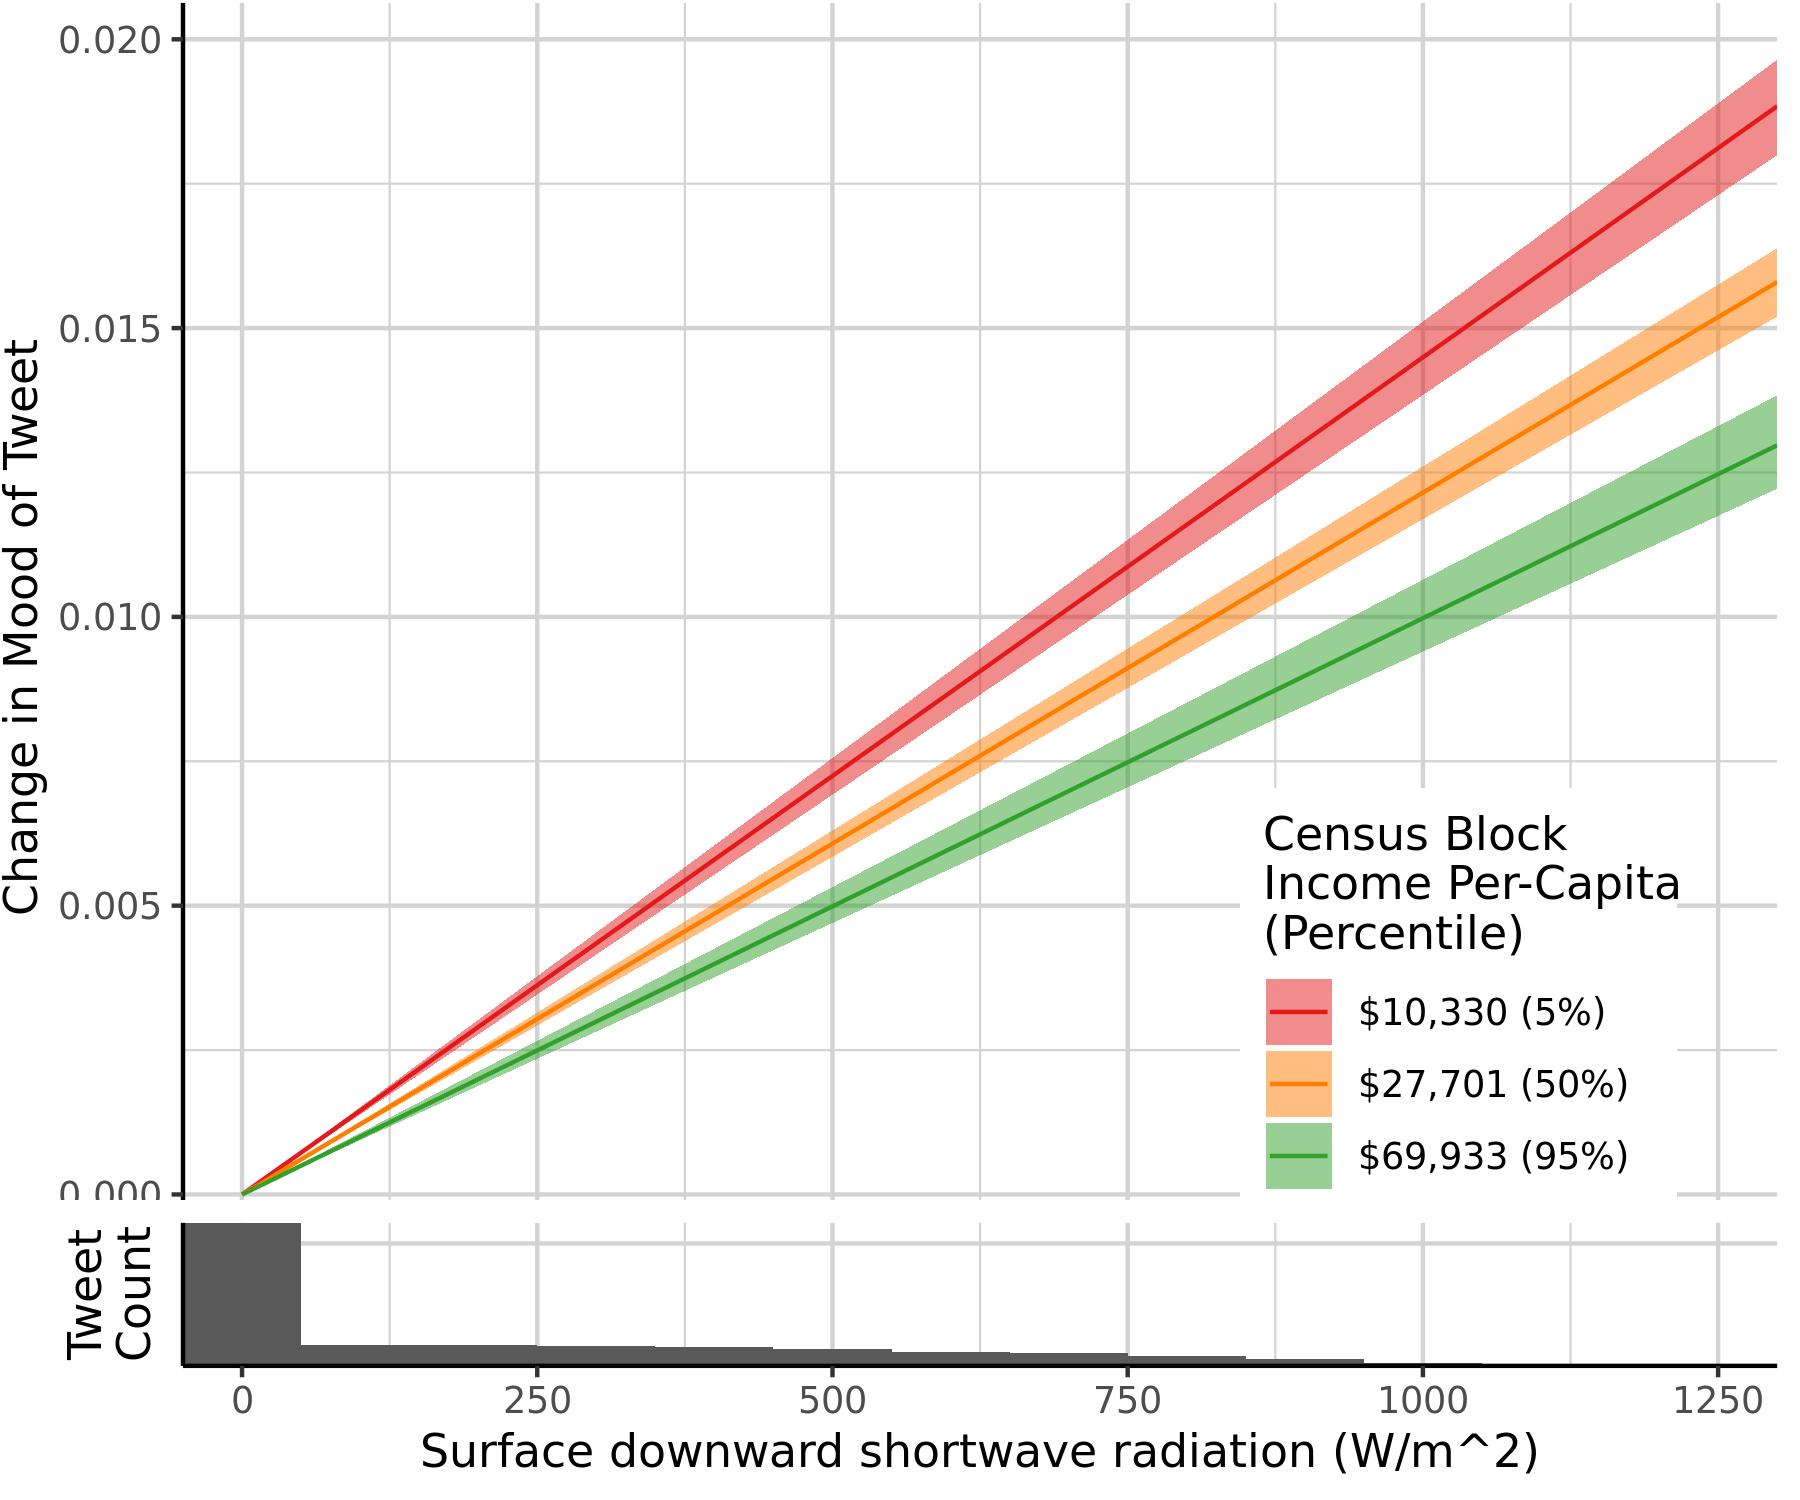 0.020
0.015
0.010
0.005
0.000
Change in Mood of Tweet
Census Block
Income Per-Capita
(Percentile)
$10,330 (5%)
$27,701 (50%)
$69,933 (95%)
Tweet
Count
0 250 500 750 1000 1250
Surface downward shortwave radiation (W/m^2)